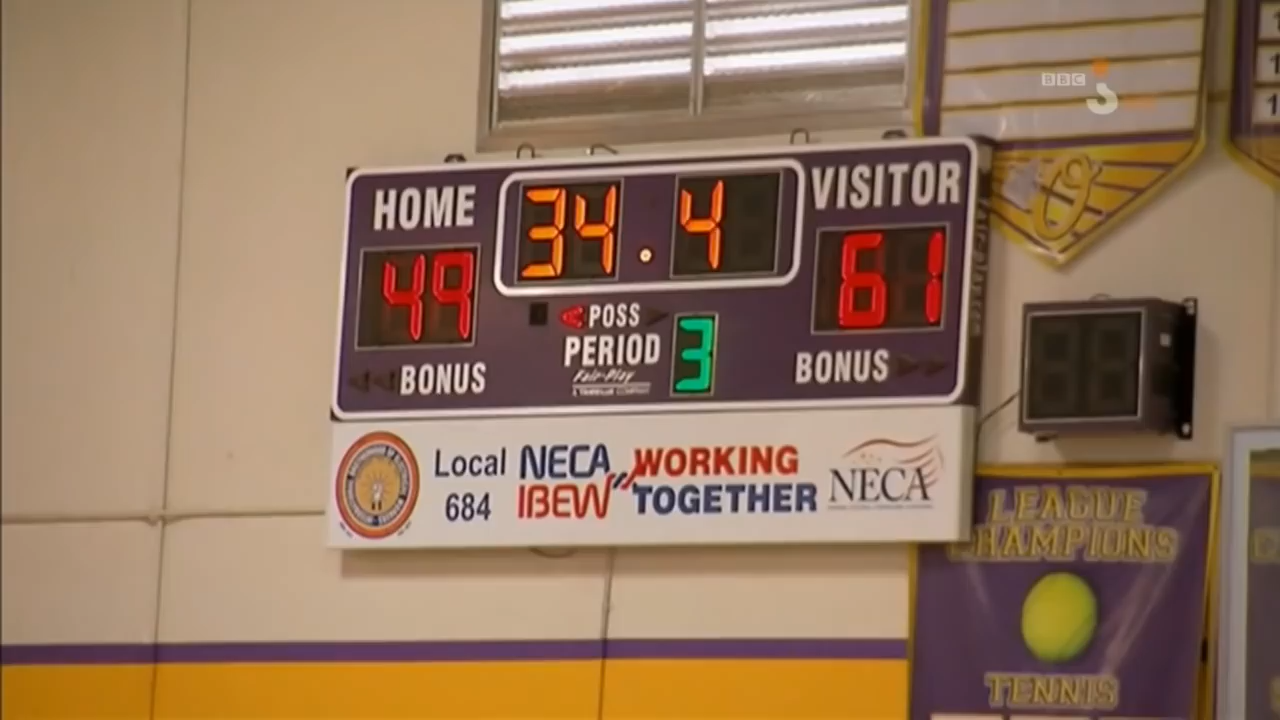 BBC
HOME
34.4
VISITOR
49
61
POSS
PERIOD
3
Fair-Play
BONUS
BONUS
Local
684
NECA
IBEW
WORKING
TOGETHER
NECA
LEAGUE
CHAMPIONS
TENNIS